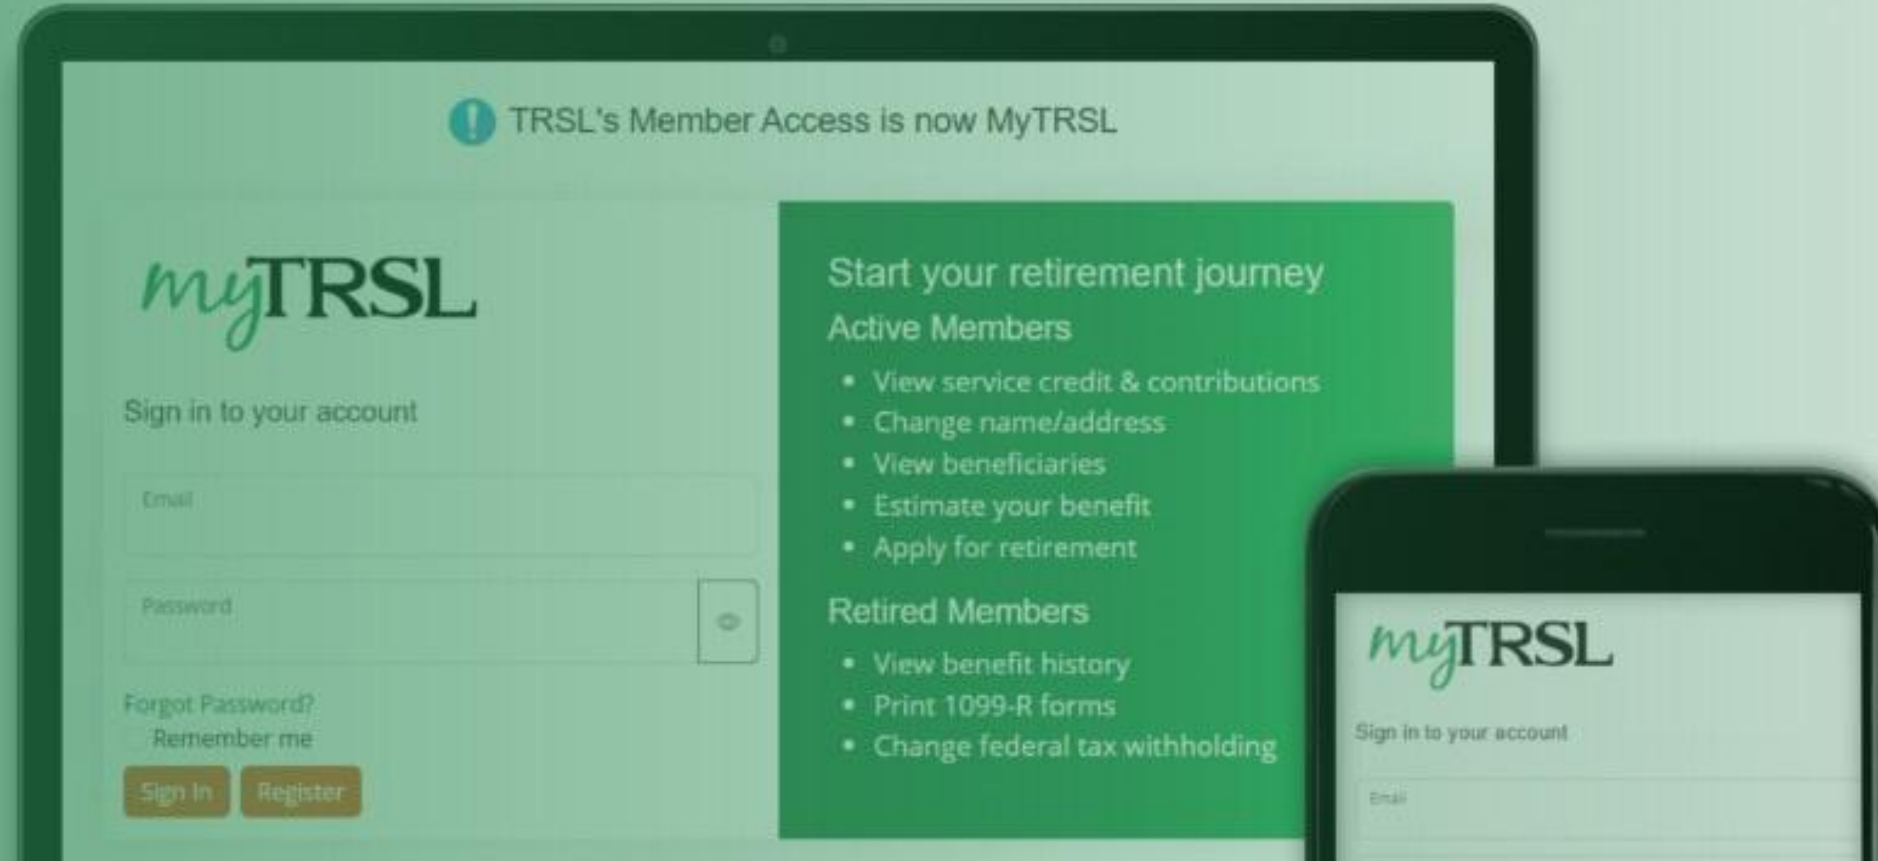 TRSL's Member Access is now MyTRSL
myTRSL
Sign in to your account
Email
Password
Forgot Password?
Remember me
Sign In
Register
Start your retirement journey
Active Members
• View service credit & contributions
• Change name/address
• View beneficiaries
• Estimate your benefit
• Apply for retirement
Retired Members
• View benefit history
• Print 1099-R forms
• Change federal tax withholding
myTRSL
Sign in to your account
Email